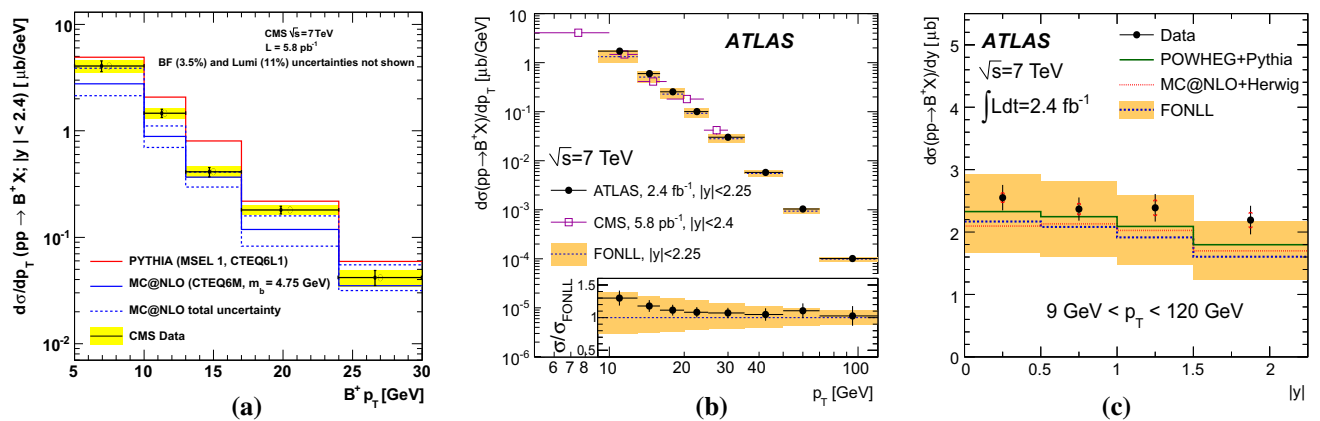 dσ/dp_T (pp → B⁺X; |y| < 2.4) [ μb/GeV]
10
1
10⁻¹
10⁻²
CMS √s=7 TeV
L = 5.8 pb⁻¹
BF (3.5%) and Lumi (11%) uncertainties not shown
PYTHIA (MSEL 1, CTEQ6L1)
MC@NLO (CTEQ6M, m_b = 4.75 GeV)
MC@NLO total uncertainty
CMS Data
5 10 15 20 25 30
B⁺ p_T [GeV]
(a)
dσ(pp→B⁺X)/dp_T [μb/GeV]
10
1
10⁻¹
10⁻²
10⁻³
10⁻⁴
10⁻⁵
10⁻⁶
ATLAS
√s=7 TeV
ATLAS, 2.4 fb⁻¹, |y|<2.25
CMS, 5.8 pb⁻¹, |y|<2.4
FONLL, |y|<2.25
σ/σ_FONLL
1.5
1
0.5
6 7 8 10 20 30 40 60 100
p_T [GeV]
(b)
dσ(pp→B⁺X)/dy [μb]
5
4
3
2
1
0
ATLAS
√s=7 TeV
∫Ldt=2.4 fb⁻¹
Data
POWHEG+Pythia
MC@NLO+Herwig
FONLL
9 GeV < p_T < 120 GeV
0 0.5 1 1.5 2
|y|
(c)